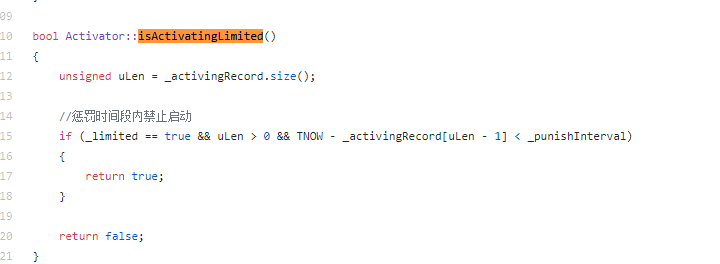 09
10 bool Activator::isActivatingLimited()
11 {
12     unsigned uLen = _activingRecord.size();
13
14     //惩罚时间段内禁止启动
15     if (_limited == true && uLen > 0 && TNOW - _activingRecord[uLen - 1] < _punishInterval)
16     {
17         return true;
18     }
19
20     return false;
21 }